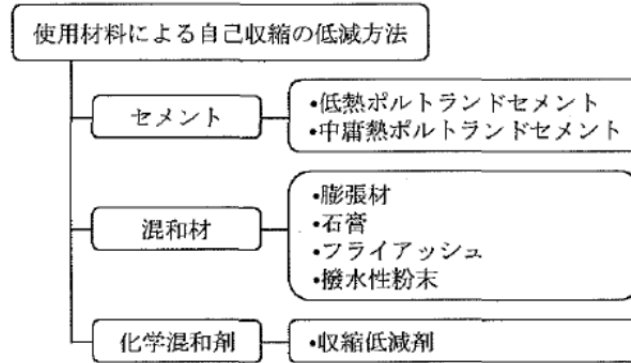 使用材料による自己収縮の低減方法
セメント
•低熱ポルトランドセメント
•中庸熱ポルトランドセメント
混和材
•膨張材
•石膏
•フライアッシュ
•撥水性粉末
化学混和剤
•収縮低減剤